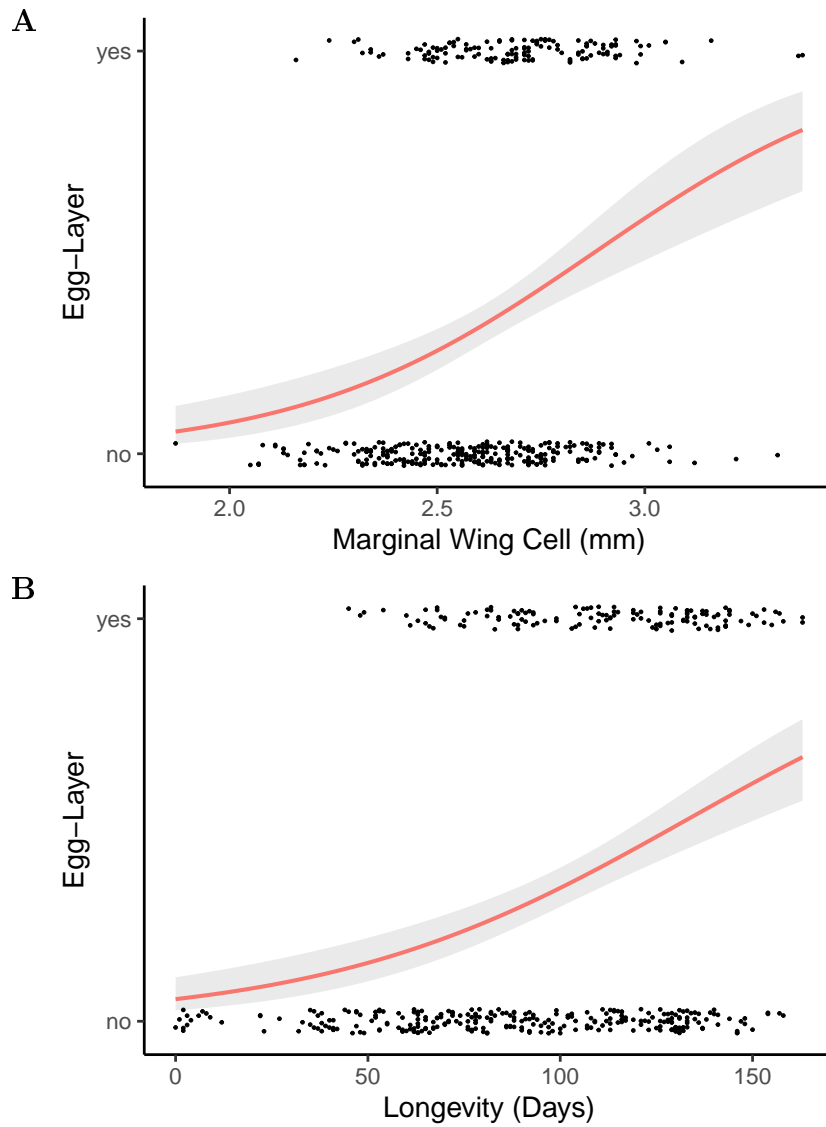 A
yes
Egg−Layer
no
2.0 2.5 3.0
Marginal Wing Cell (mm)
B
yes
Egg−Layer
no
0 50 100 150
Longevity (Days)